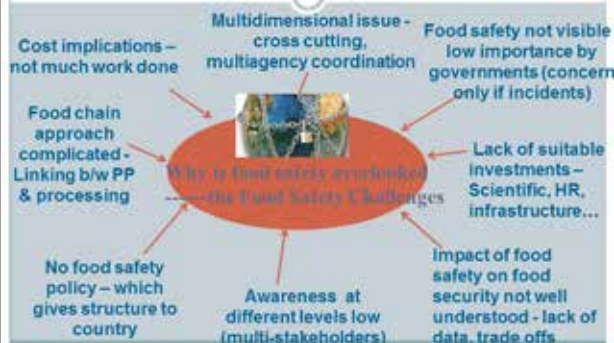 Multidimensional issue -
cross cutting,
multiagency coordination
Cost implications –
not much work done
Food safety not visible
low importance by
governments (concern
only if incidents)
Food chain
approach
complicated -
Linking b/w PP
& processing
Why is food safety overlooked
-------the Food Safety Challenges
Lack of suitable
investments –
Scientific, HR,
infrastructure...
No food safety
policy – which
gives structure to
country
Awareness at
different levels low
(multi-stakeholders)
Impact of food
safety on food
security not well
understood - lack of
data, trade offs